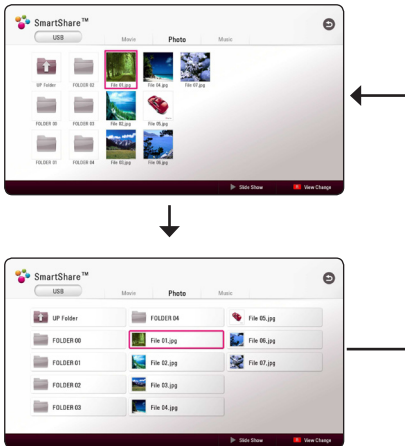 SmartShare™
USB
Movie Photo Music
UP Folder FOLDER 02 File 01.jpg File 04.jpg File 07.jpg
FOLDER 00 FOLDER 03 File 02.jpg File 05.jpg
FOLDER 01 FOLDER 04 File 03.jpg File 06.jpg
Slide Show View Change
SmartShare™
USB
Movie Photo Music
UP Folder FOLDER 04 File 05.jpg
FOLDER 00 File 01.jpg File 06.jpg
FOLDER 01 File 02.jpg File 07.jpg
FOLDER 02 File 03.jpg
FOLDER 03 File 04.jpg
Slide Show View Change